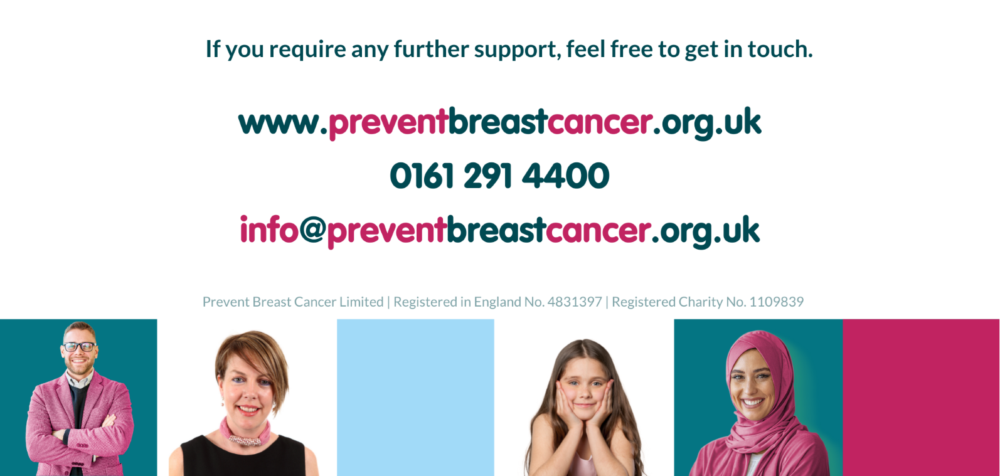 If you require any further support, feel free to get in touch.
www.preventbreastcancer.org.uk
0161 291 4400
info@preventbreastcancer.org.uk
Prevent Breast Cancer Limited | Registered in England No. 4831397 | Registered Charity No. 1109839